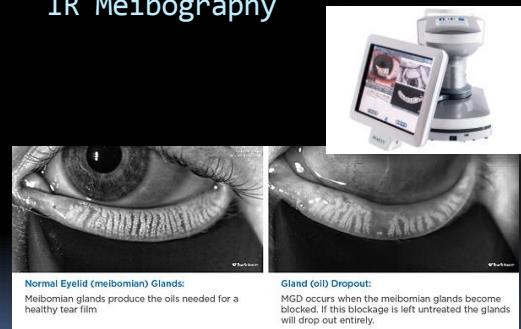 IR Meibography
Normal Eyelid (meibomian) Glands:
Meibomian glands produce the oils needed for a
healthy tear film
Gland (oil) Dropout:
MGD occurs when the meibomian glands become
blocked. If this blockage is left untreated the glands
will drop out entirely.